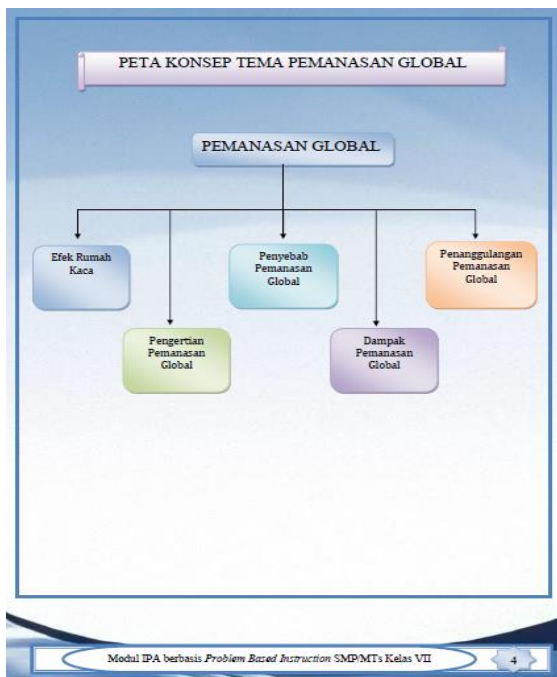 PETA KONSEP TEMA PEMANASAN GLOBAL
PEMANASAN GLOBAL
Efek Rumah
Kaca
Pengertian
Pemanasan
Global
Penyebab
Pemanasan
Global
Dampak
Pemanasan
Global
Penanggulangan
Pemanasan
Global
Modul IPA berbasis Problem Based Instruction SMP/MTs Kelas VII
4